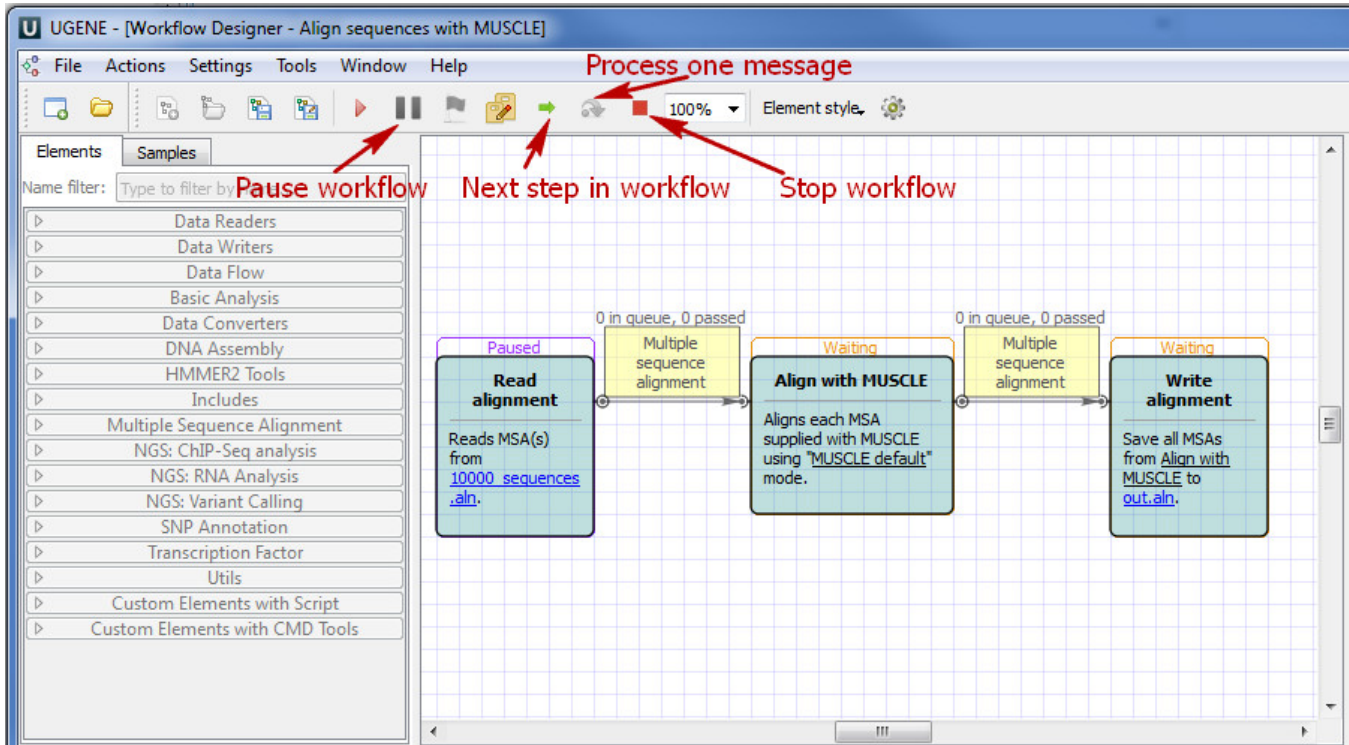 UGENE - [Workflow Designer - Align sequences with MUSCLE]
File Actions Settings Tools Window Help
Process one message
100% Element style
Elements Samples
Pause workflow Next step in workflow Stop workflow
Name filter: Type to filter by
Data Readers
Data Writers
Data Flow
Basic Analysis
Data Converters
DNA Assembly
HMMER2 Tools
Includes
Multiple Sequence Alignment
NGS: ChIP-Seq analysis
NGS: RNA Analysis
NGS: Variant Calling
SNP Annotation
Transcription Factor
Utils
Custom Elements with Script
Custom Elements with CMD Tools
Paused
Read
alignment
Reads MSA(s)
from
10000_sequences
.aln.
0 in queue, 0 passed
Multiple
sequence
alignment
Waiting
Align with MUSCLE
Aligns each MSA
supplied with MUSCLE
using "MUSCLE default"
mode.
0 in queue, 0 passed
Multiple
sequence
alignment
Waiting
Write
alignment
Save all MSAs
from Align with
MUSCLE to
out.aln.